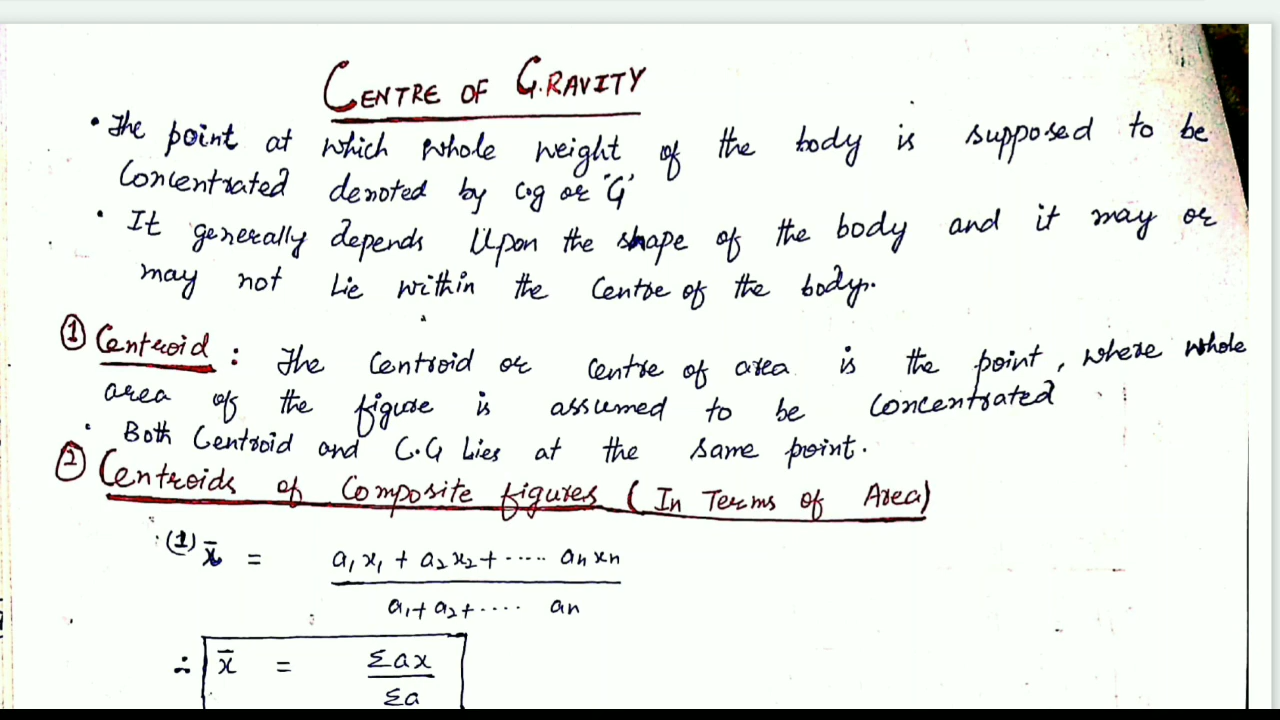 CENTRE OF G.RAVITY
• The point at which whole weight of the body is supposed to be
Concentrated denoted by c.g or 'G'
• It generally depends Upon the shape of the body and it may or
may not Lie within the Centre of the body.
① Centroid : The Centroid or Centre of area is the point, where whole
area of the figure is assumed to be Concentrated
• Both Centroid and C.G Lies at the same point.
② Centroids of Composite figures (In Terms of Area)
(1) x̄ = a₁x₁ + a₂x₂ + ..... anxn
a₁ + a₂ + .... an
∴ x̄ = Σax
Σa